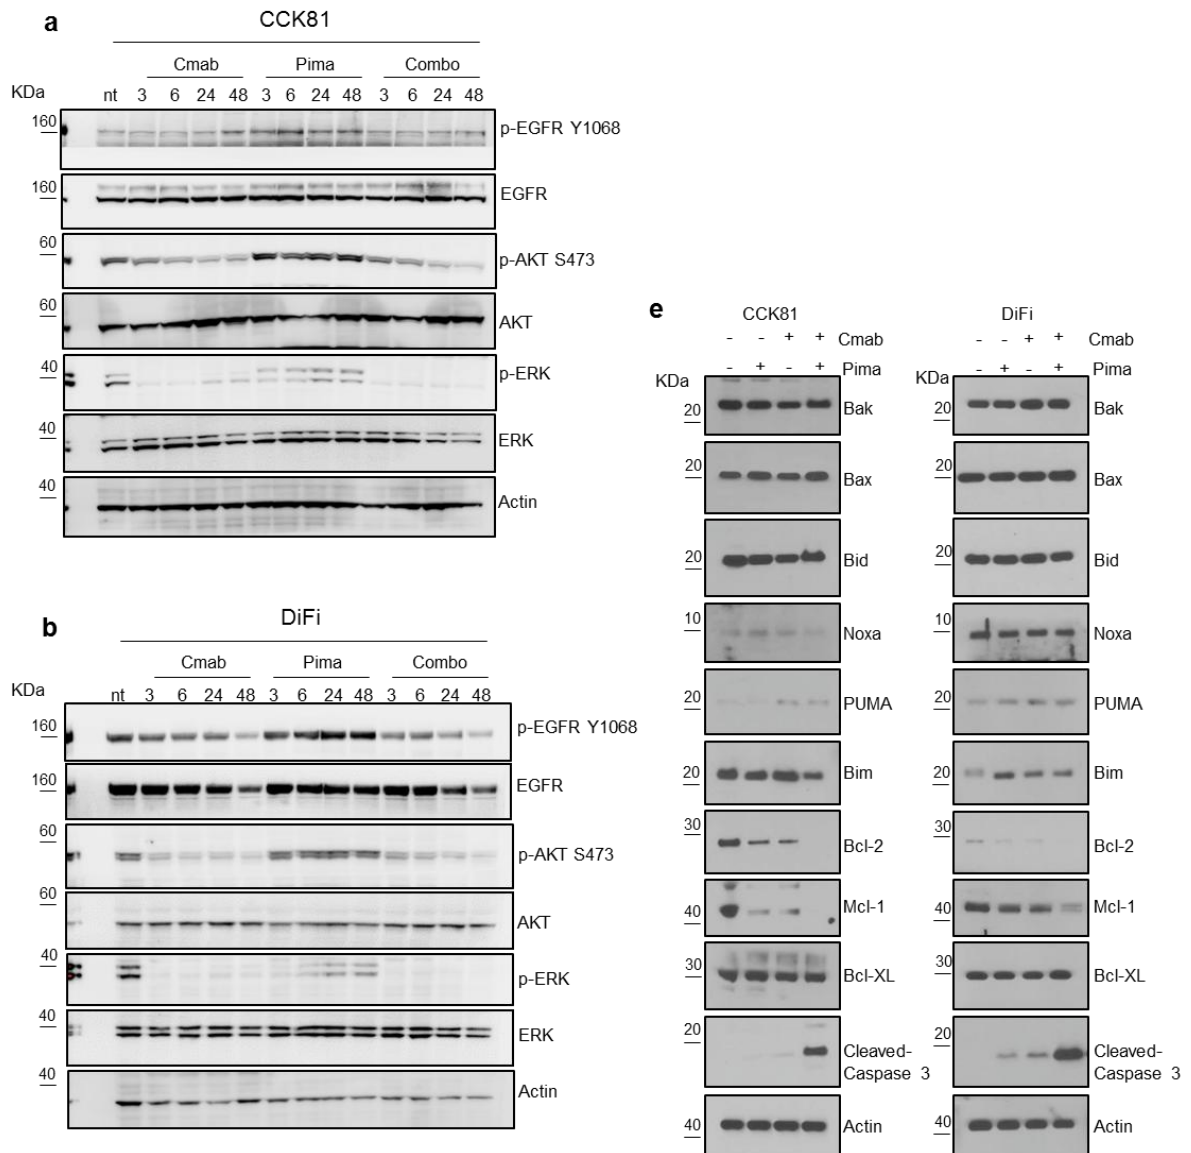 a
CCK81
Cmab Pima Combo
KDa nt 3 6 24 48 3 6 24 48 3 6 24 48
160 p-EGFR Y1068
160 EGFR
60 p-AKT S473
60 AKT
40 p-ERK
40 ERK
40 Actin
b
DiFi
Cmab Pima Combo
KDa nt 3 6 24 48 3 6 24 48 3 6 24 48
160 p-EGFR Y1068
160 EGFR
60 p-AKT S473
60 AKT
40 p-ERK
40 ERK
40 Actin
e
CCK81
- - + + Cmab
- + - + Pima
KDa
20 Bak
20 Bax
20 Bid
10 Noxa
20 PUMA
20 Bim
30 Bcl-2
40 Mcl-1
30 Bcl-XL
20 Cleaved-
Caspase 3
40 Actin
DiFi
- - + + Cmab
- + - + Pima
KDa
20 Bak
20 Bax
20 Bid
10 Noxa
20 PUMA
20 Bim
30 Bcl-2
40 Mcl-1
30 Bcl-XL
20 Cleaved-
Caspase 3
40 Actin